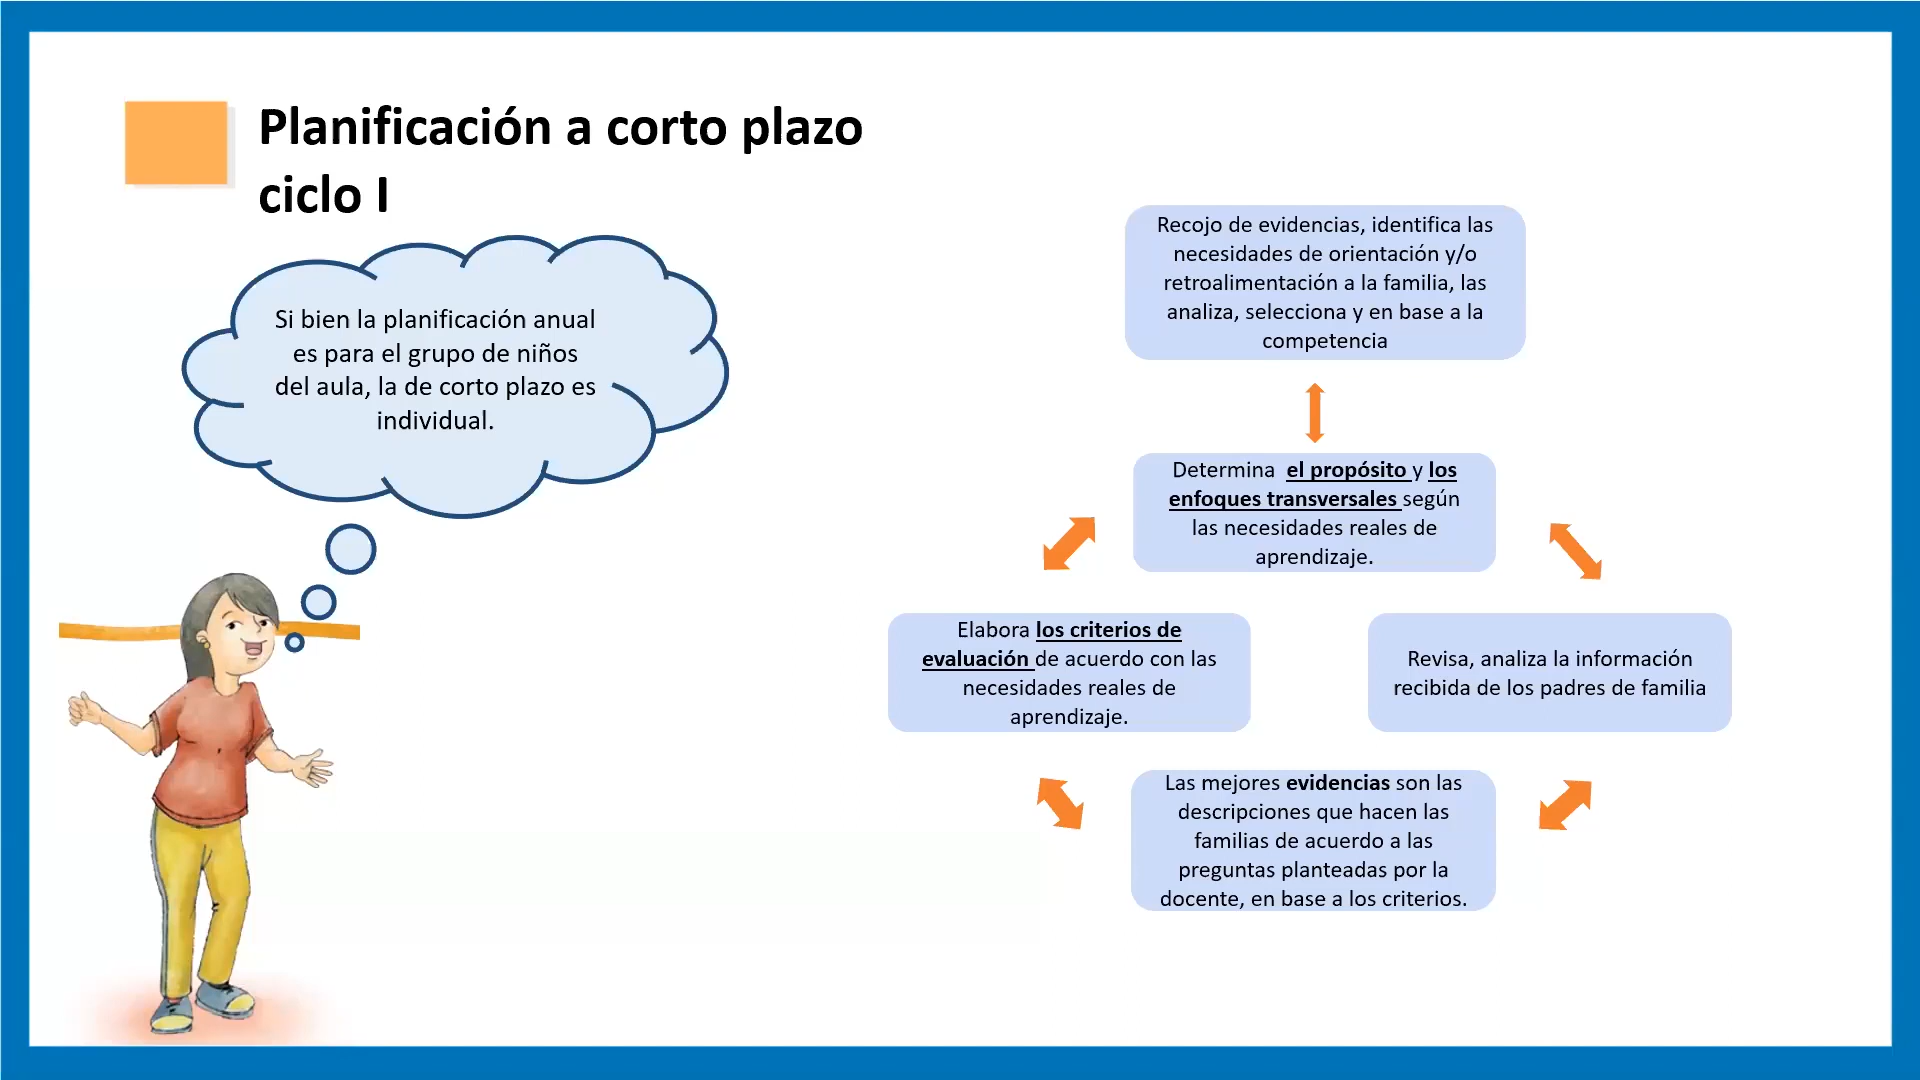 Planificación a corto plazo
ciclo I
Si bien la planificación anual
es para el grupo de niños
del aula, la de corto plazo es
individual.
Recojo de evidencias, identifica las
necesidades de orientación y/o
retroalimentación a la familia, las
analiza, selecciona y en base a la
competencia
Determina el propósito y los
enfoques transversales según
las necesidades reales de
aprendizaje.
Elabora los criterios de
evaluación de acuerdo con las
necesidades reales de
aprendizaje.
Revisa, analiza la información
recibida de los padres de familia
Las mejores evidencias son las
descripciones que hacen las
familias de acuerdo a las
preguntas planteadas por la
docente, en base a los criterios.